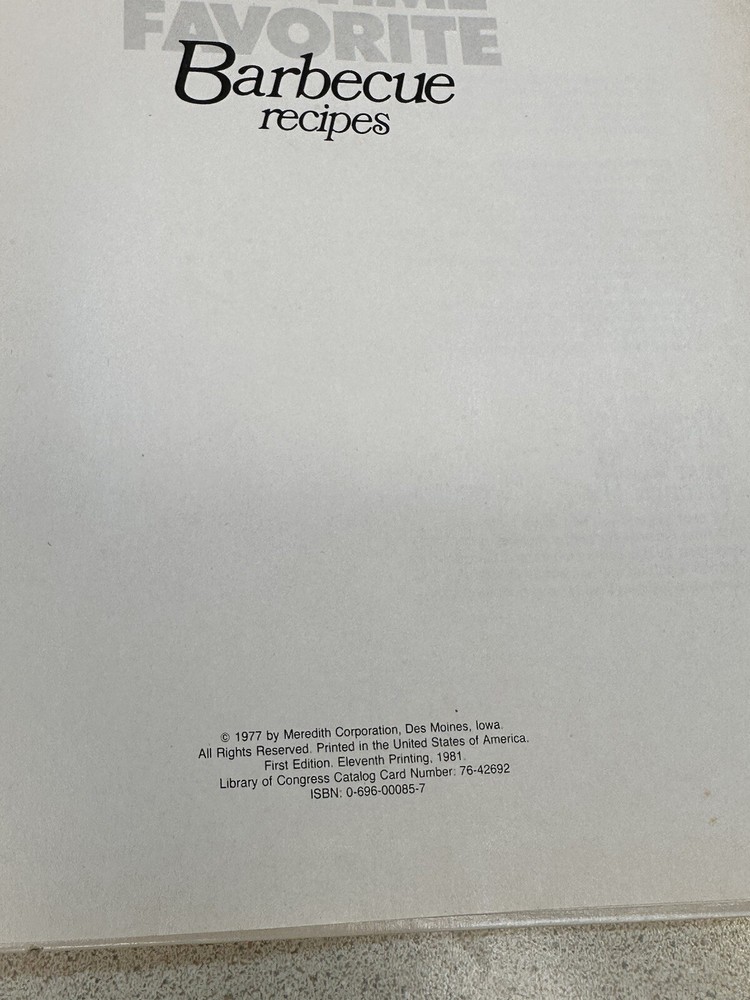 FAVORITE
Barbecue
recipes
© 1977 by Meredith Corporation, Des Moines, Iowa.
All Rights Reserved. Printed in the United States of America.
First Edition. Eleventh Printing, 1981.
Library of Congress Catalog Card Number: 76-42692
ISBN: 0-696-00085-7